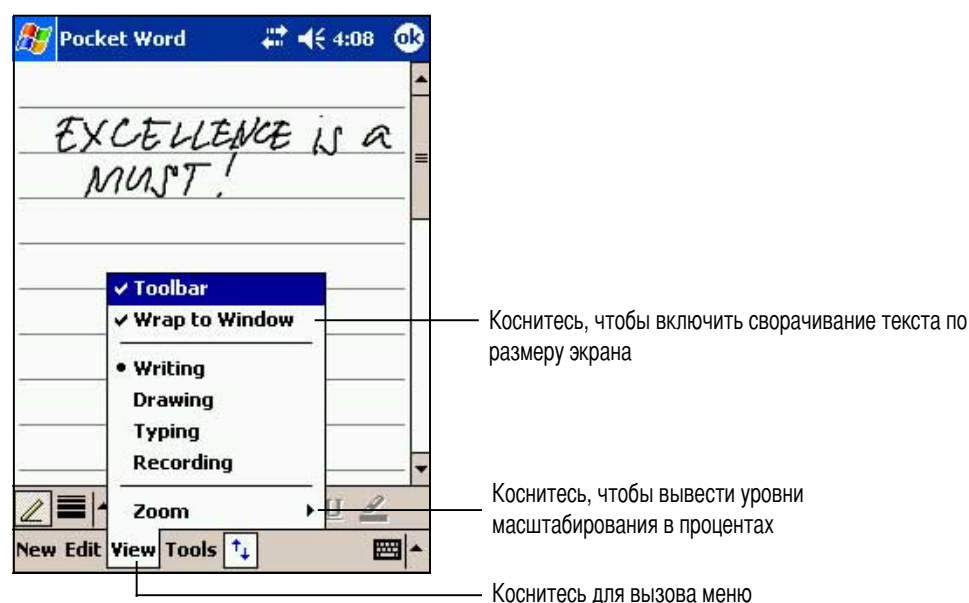 Pocket Word 4:08 ok
EXCELLENCE is a
MUST!
Toolbar
Wrap to Window
Коснитесь, чтобы включить сворачивание текста по
размеру экрана
Writing
Drawing
Typing
Recording
Zoom
U
Коснитесь, чтобы вывести уровни
масштабирования в процентах
New Edit View Tools
Коснитесь для вызова меню